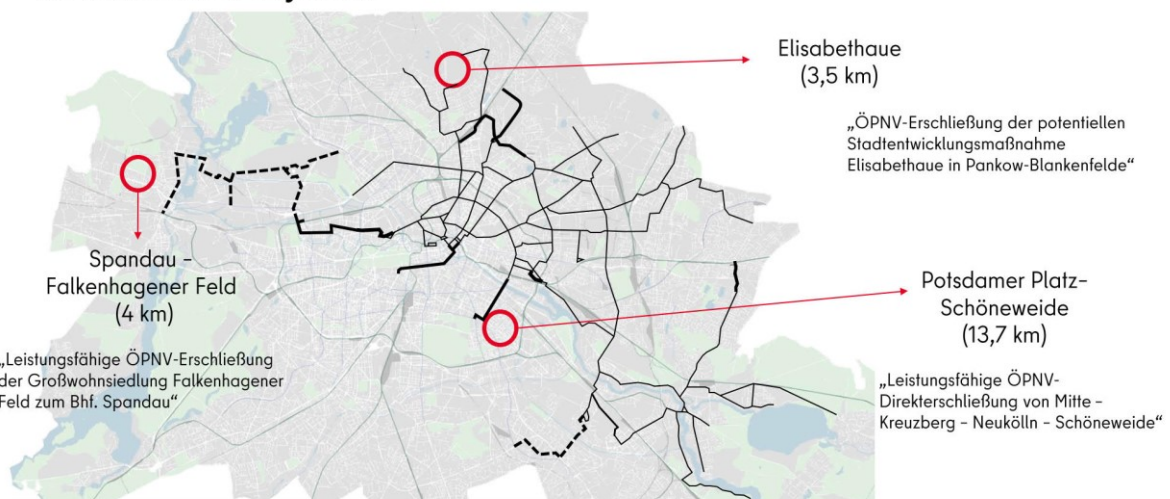 Elisabethaue
(3,5 km)
„ÖPNV-Erschließung der potentiellen
Stadtentwicklungsmaßnahme
Elisabethaue in Pankow-Blankenfelde“
Spandau –
Falkenhagener Feld
(4 km)
„Leistungsfähige ÖPNV-Erschließung
der Großwohnsiedlung Falkenhagener
Feld zum Bhf. Spandau“
Potsdamer Platz–
Schöneweide
(13,7 km)
„Leistungsfähige ÖPNV-
Direkterschließung von Mitte –
Kreuzberg – Neukölln – Schöneweide“